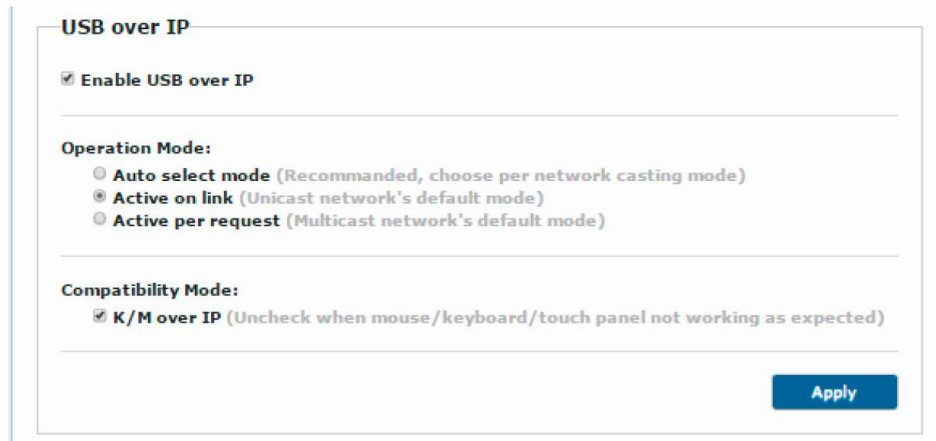 USB over IP
Enable USB over IP
Operation Mode:
Auto select mode (Recommanded, choose per network casting mode)
Active on link (Unicast network's default mode)
Active per request (Multicast network's default mode)
Compatibility Mode:
K/M over IP (Uncheck when mouse/keyboard/touch panel not working as expected)
Apply